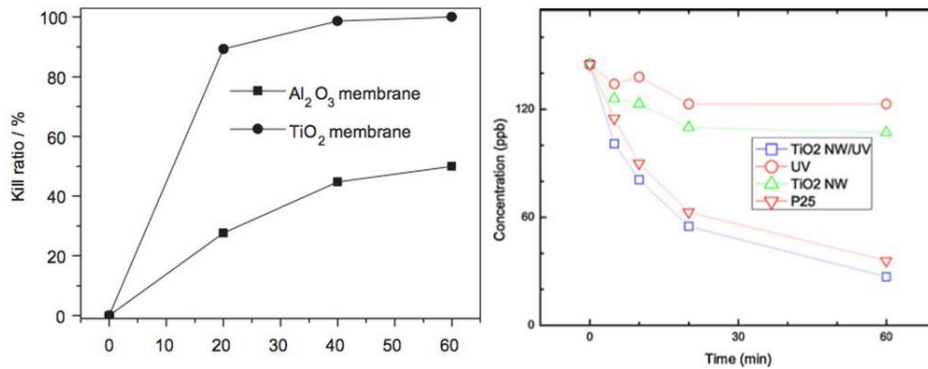 Kill ratio / %
100
80
60
40
20
0
Al2O3 membrane
TiO2 membrane
0 10 20 30 40 50 60
Concentration (ppb)
120
60
0
TiO2 NW/UV
UV
TiO2 NW
P25
0 30 60
Time (min)